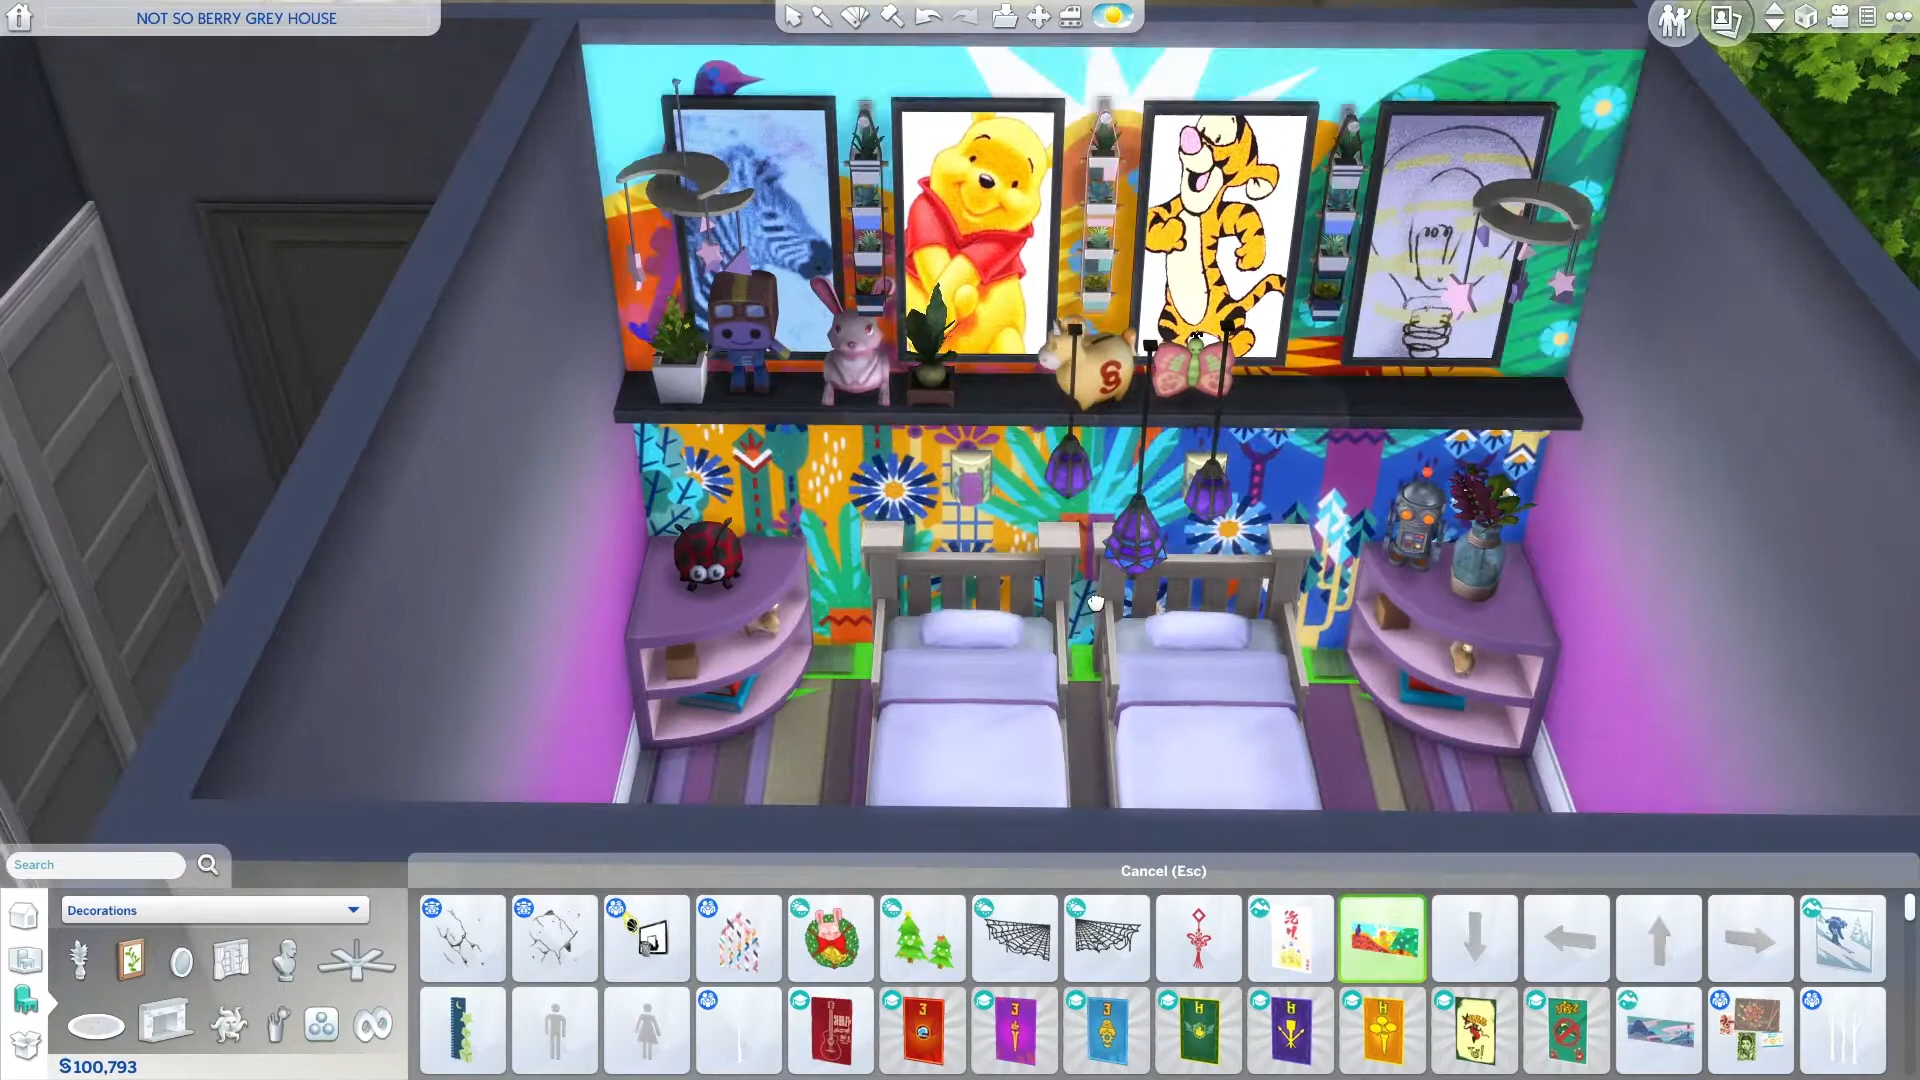 NOT SO BERRY GREY HOUSE
Search
Cancel (Esc)
Decorations
§100,793